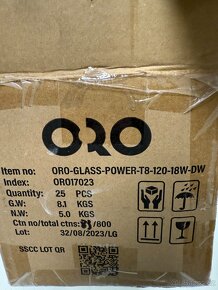 ORO
Item no: ORO-GLASS-POWER-T8-120-18W-DW
Index: ORO17023
Quantity: 25 PCS
G.W: 8.1 KGS
N.W: 5.0 KGS
Ctn no/total ctns: /800
Lot: 32/08/2023/LG
SSCC LOT QR